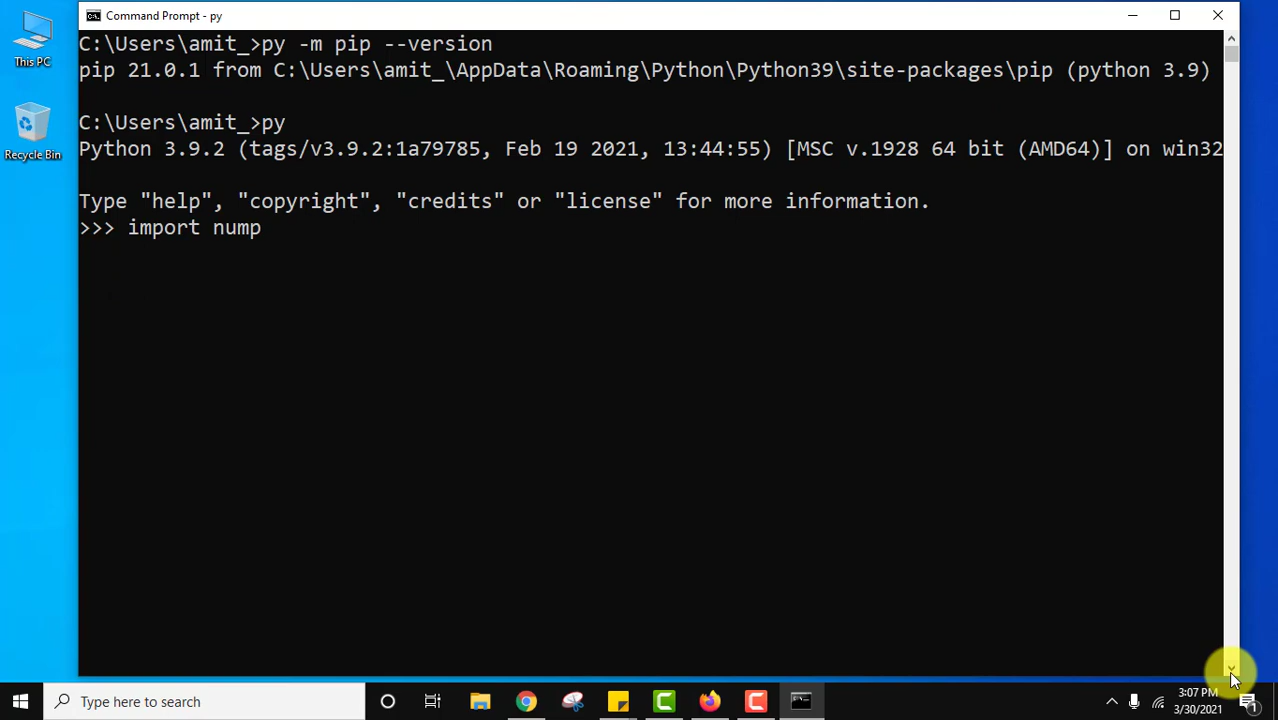 Command Prompt - py
This PC
Recycle Bin
C:\Users\amit_>py -m pip --version
pip 21.0.1 from C:\Users\amit_\AppData\Roaming\Python\Python39\site-packages\pip (python 3.9)
C:\Users\amit_>py
Python 3.9.2 (tags/v3.9.2:1a79785, Feb 19 2021, 13:44:55) [MSC v.1928 64 bit (AMD64)] on win32
Type "help", "copyright", "credits" or "license" for more information.
>>> import nump
Type here to search
3:07 PM
3/30/2021
1